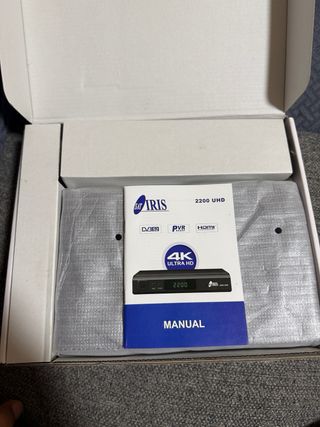 IRIS
2200 UHD
DVB S2
PVR
HDMI
4K
ULTRA HD
2200
MANUAL